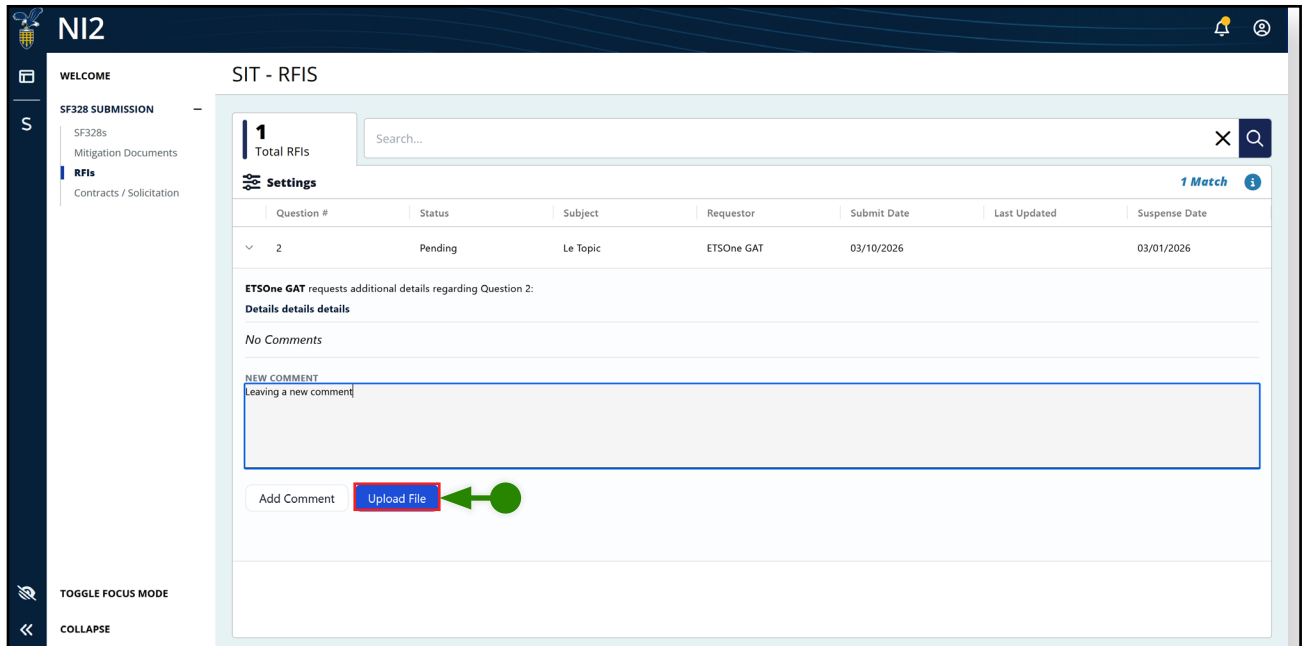 NI2
WELCOME
SF328 SUBMISSION
SF328s
Mitigation Documents
RFIs
Contracts / Solicitation
S
TOGGLE FOCUS MODE
COLLAPSE
SIT - RFIS
1
Total RFIs
Search...
Settings
1 Match
Question # Status Subject Requestor Submit Date Last Updated Suspense Date
2 Pending Le Topic ETSOne GAT 03/10/2026 03/01/2026
ETSOne GAT requests additional details regarding Question 2:
Details details details
No Comments
NEW COMMENT
Leaving a new comment
Add Comment Upload File